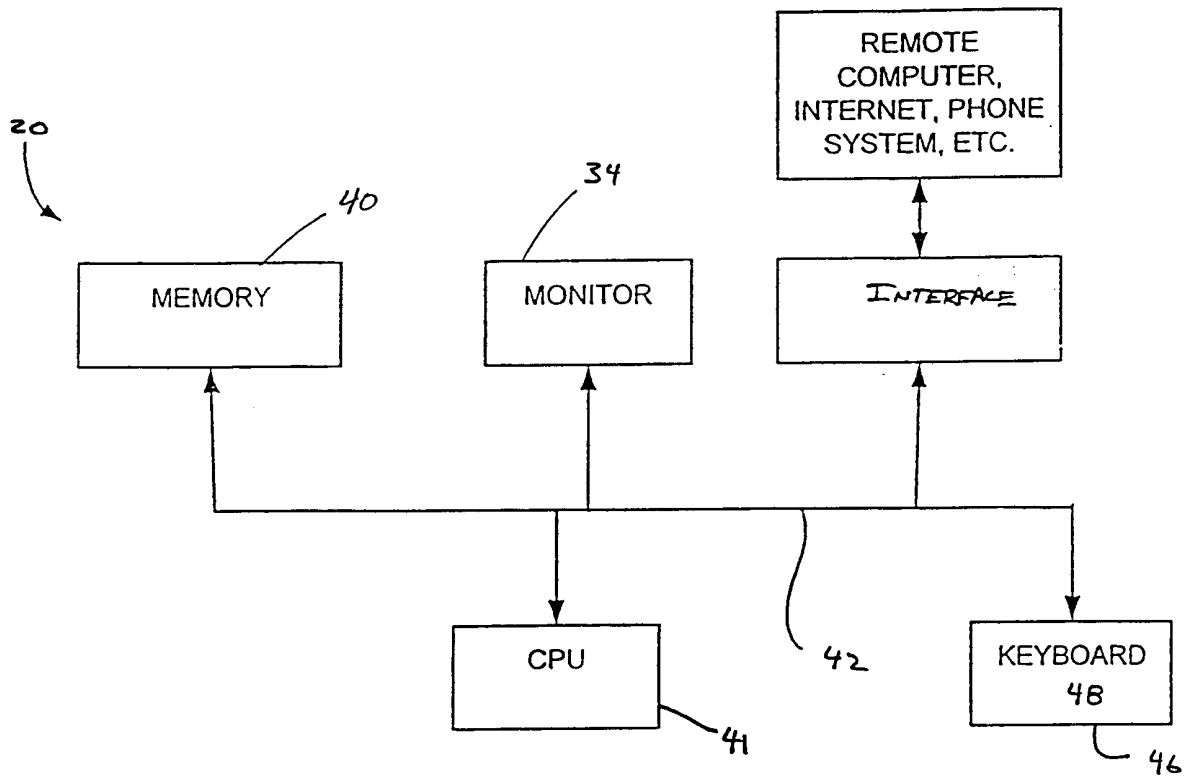 REMOTE
COMPUTER,
INTERNET, PHONE
SYSTEM, ETC.
20
40
34
MEMORY
MONITOR
INTERFACE
CPU
42
KEYBOARD
48
41
46